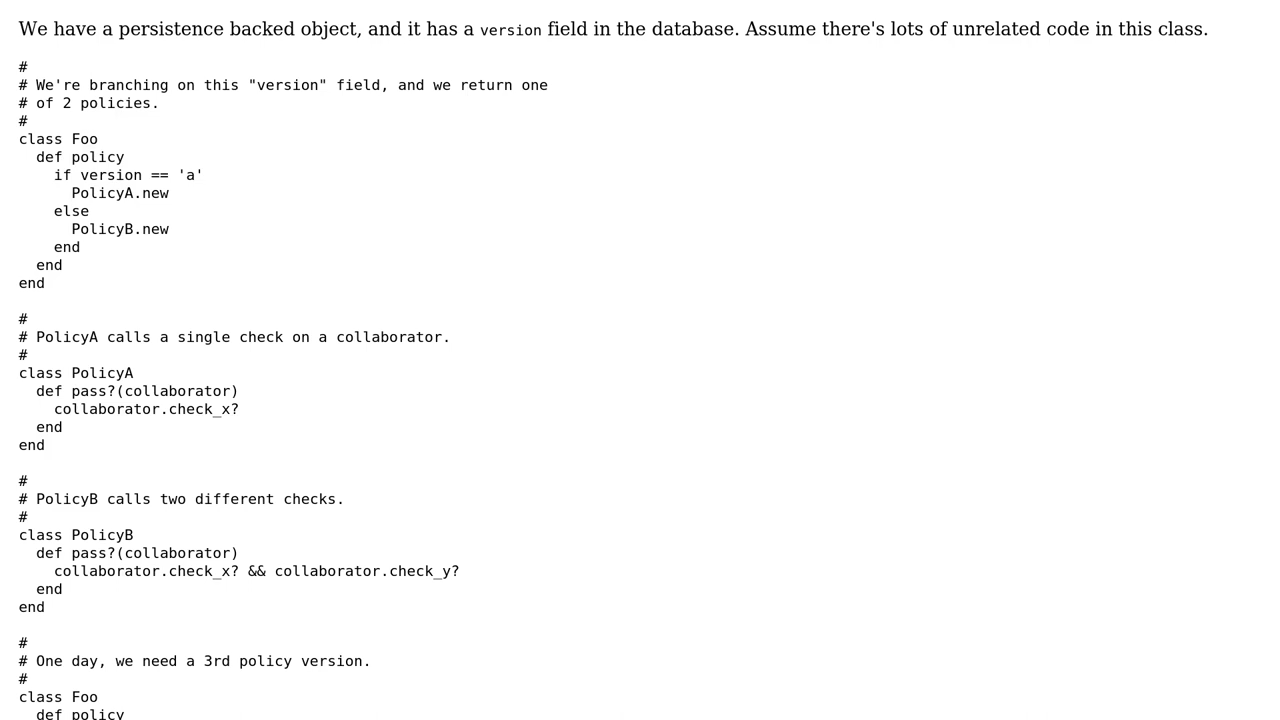 We have a persistence backed object, and it has a version field in the database. Assume there's lots of unrelated code in this class.
#
# We're branching on this "version" field, and we return one
# of 2 policies.
#
class Foo
  def policy
    if version == 'a'
      PolicyA.new
    else
      PolicyB.new
    end
  end
end

#
# PolicyA calls a single check on a collaborator.
#
class PolicyA
  def pass?(collaborator)
    collaborator.check_x?
  end
end

#
# PolicyB calls two different checks.
#
class PolicyB
  def pass?(collaborator)
    collaborator.check_x? && collaborator.check_y?
  end
end

#
# One day, we need a 3rd policy version.
#
class Foo
  def policy